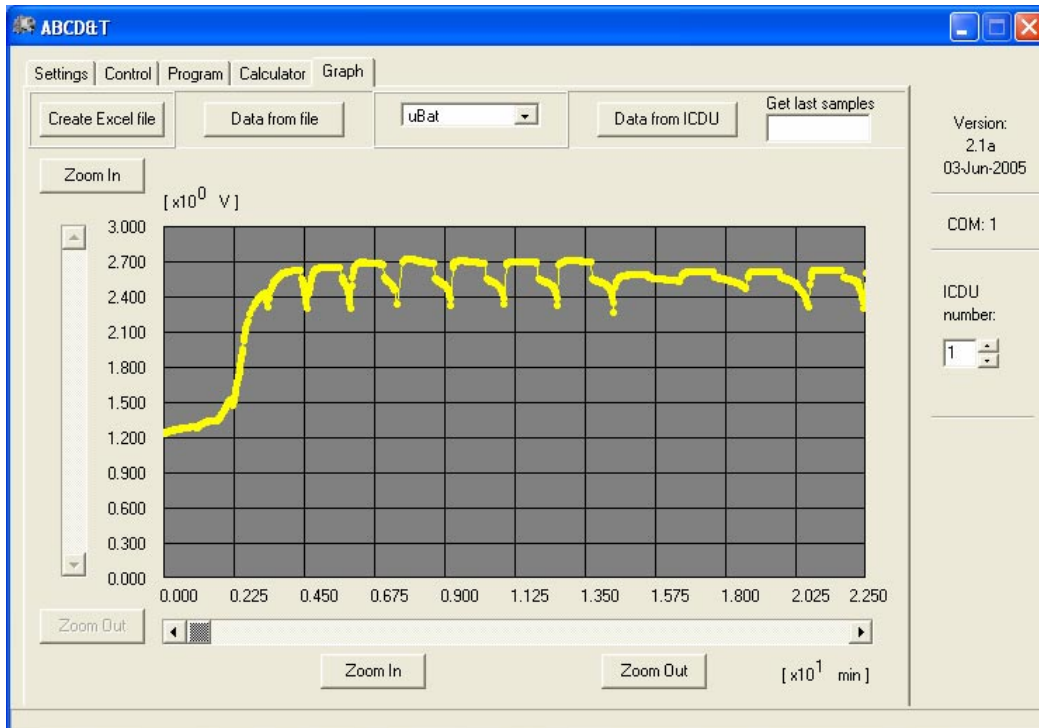 ABCD&T
Settings Control Program Calculator Graph
Create Excel file Data from file uBat Data from ICDU Get last samples
Version:
2.1a
03-Jun-2005
Zoom In
[ x10^0 V ]
COM: 1
ICDU
number:
1
3.000
2.700
2.400
2.100
1.800
1.500
1.200
0.900
0.600
0.300
0.000
0.000 0.225 0.450 0.675 0.900 1.125 1.350 1.575 1.800 2.025 2.250
Zoom Out
Zoom In Zoom Out [ x10^1 min ]